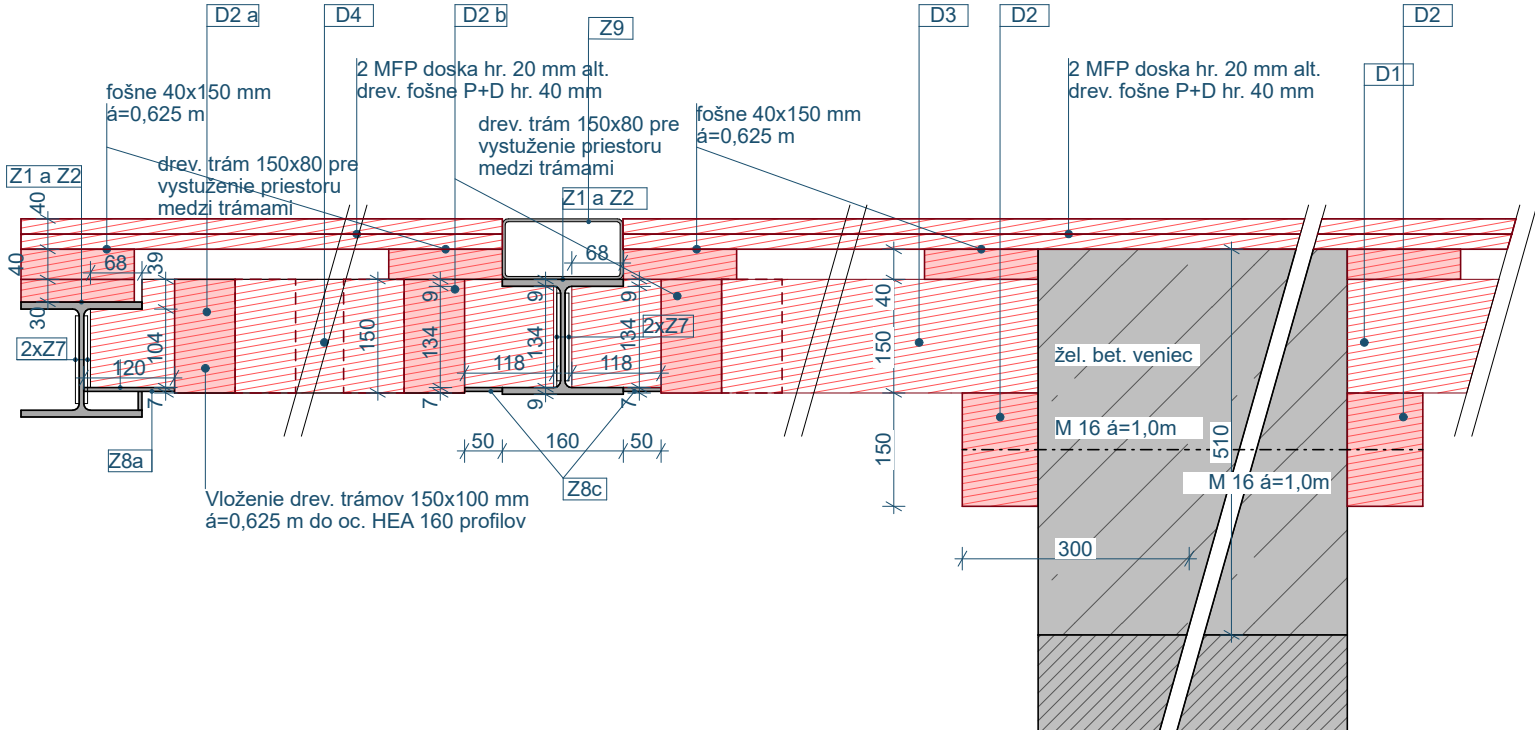 D2 a
D4
D2 b
Z9
D3
D2
D2
D1
2 MFP doska hr. 20 mm alt.
drev. fošne P+D hr. 40 mm
2 MFP doska hr. 20 mm alt.
drev. fošne P+D hr. 40 mm
fošne 40x150 mm
á=0,625 m
fošne 40x150 mm
á=0,625 m
drev. trám 150x80 pre
vystuženie priestoru
medzi trámami
drev. trám 150x80 pre
vystuženie priestoru
medzi trámami
Z1 a Z2
Z1 a Z2
40
40
30
68
39
104
120
7
2xZ7
Z8a
150
9
134
7
118
9
134
9
68
9
134
7
118
2xZ7
50
160
50
Z8c
Vloženie drev. trámov 150x100 mm
á=0,625 m do oc. HEA 160 profilov
40
150
150
žel. bet. veniec
M 16 á=1,0m
510
M 16 á=1,0m
300